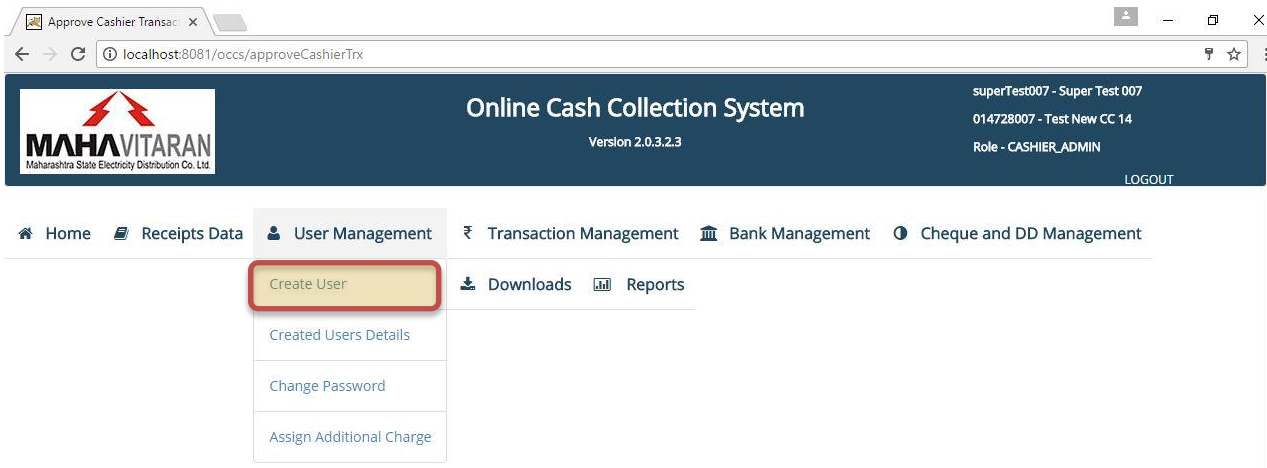 Approve Cashier Transac
localhost:8081/occs/approveCashierTrx
MAHAVITARAN
Maharashtra State Electricity Distribution Co. Ltd.
Online Cash Collection System
Version 2.0.3.2.3
superTest007 - Super Test 007
014728007 - Test New CC 14
Role - CASHIER_ADMIN
LOGOUT
Home Receipts Data User Management ₹ Transaction Management Bank Management Cheque and DD Management
Create User
Downloads Reports
Created Users Details
Change Password
Assign Additional Charge